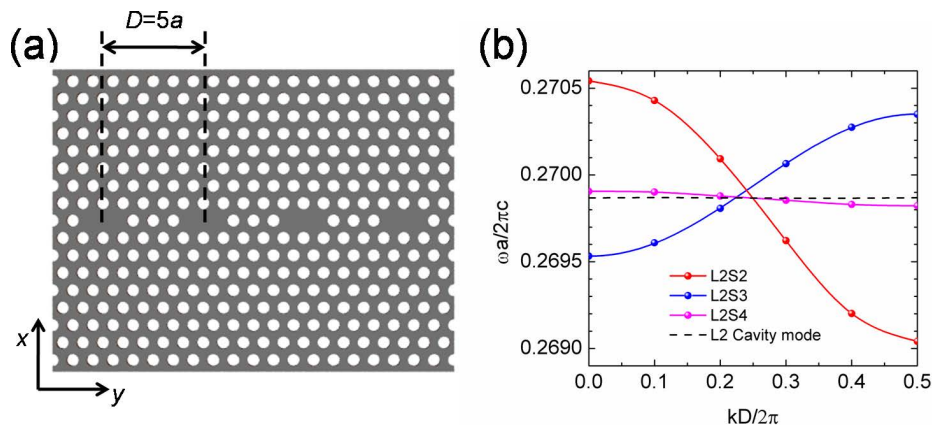 (a)
D=5a
x
y
(b)
ωa/2πc
0.2705
0.2700
0.2695
0.2690
L2S2
L2S3
L2S4
L2 Cavity mode
0.0 0.1 0.2 0.3 0.4 0.5
kD/2π